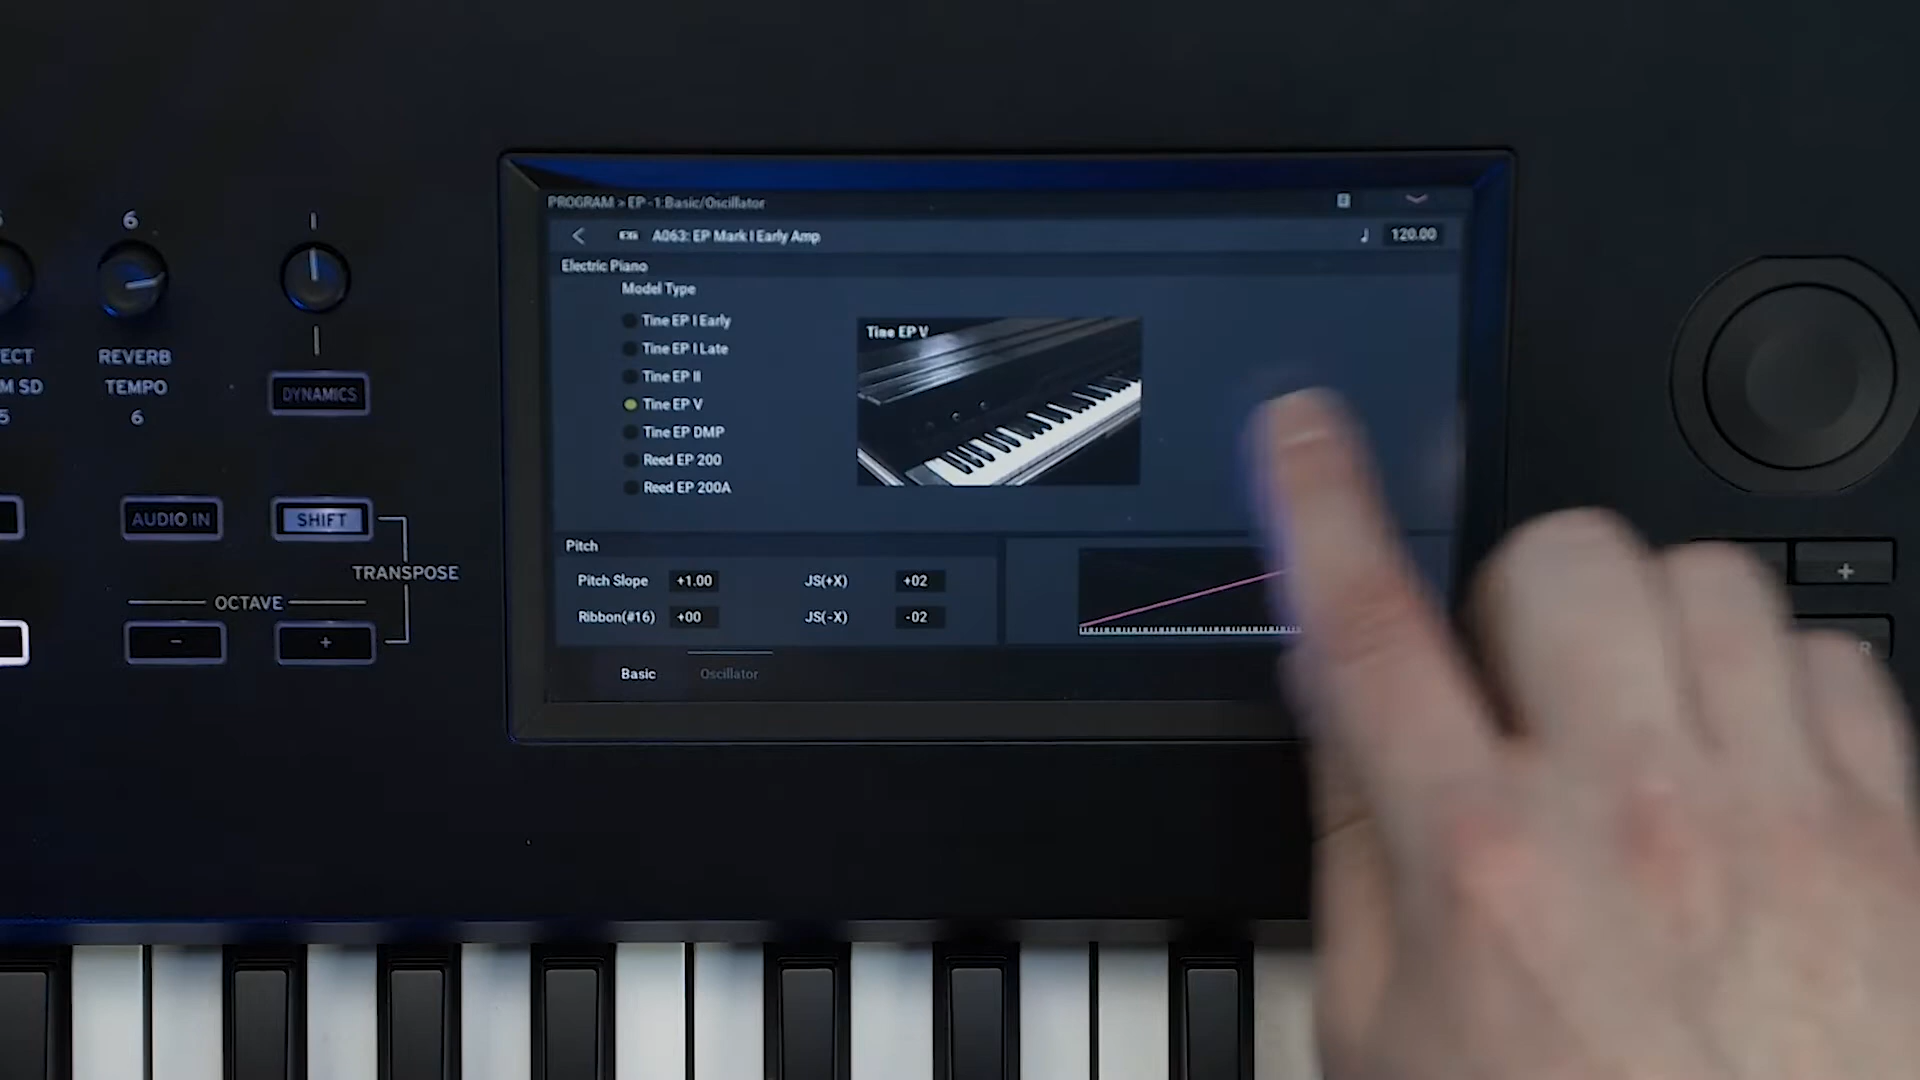 PROGRAM > EP-1:Basic/Oscillator
A063: EP Mark I Early Amp
♩ 120.00
Electric Piano
Model Type
Tine EP I Early
Tine EP I Late
Tine EP II
Tine EP V
Tine EP DMP
Reed EP 200
Reed EP 200A
Tine EP V
Pitch
Pitch Slope +1.00 JS(+X) +02
Ribbon(#16) +00 JS(-X) -02
Basic Oscillator
6
REVERB
TEMPO
6
DYNAMICS
ECT
M SD
5
AUDIO IN
SHIFT
TRANSPOSE
OCTAVE
- +
+
R